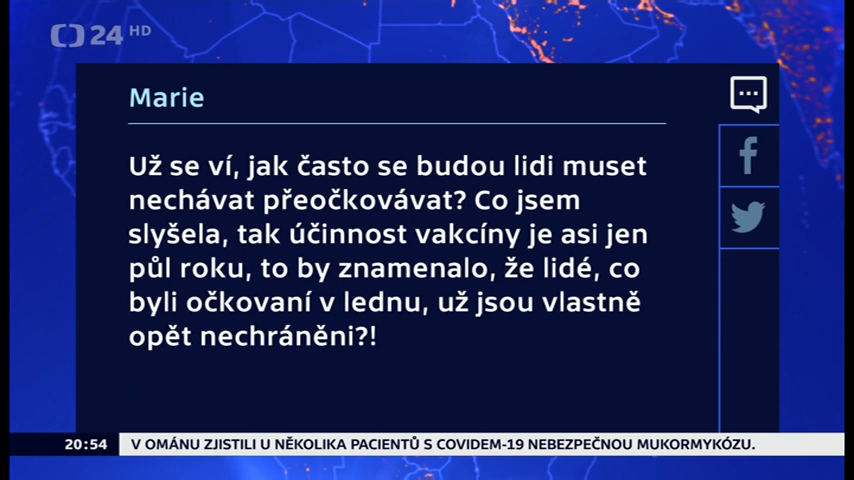 ČT 24 HD
Marie
Už se ví, jak často se budou lidi muset
nechávat přeočkovávat? Co jsem
slyšela, tak účinnost vakcíny je asi jen
půl roku, to by znamenalo, že lidé, co
byli očkovaní v lednu, už jsou vlastně
opět nechráněni?!
20:54 V OMÁNU ZJISTILI U NĚKOLIKA PACIENTŮ S COVIDEM-19 NEBEZPEČNOU MUKORMYKÓZU.